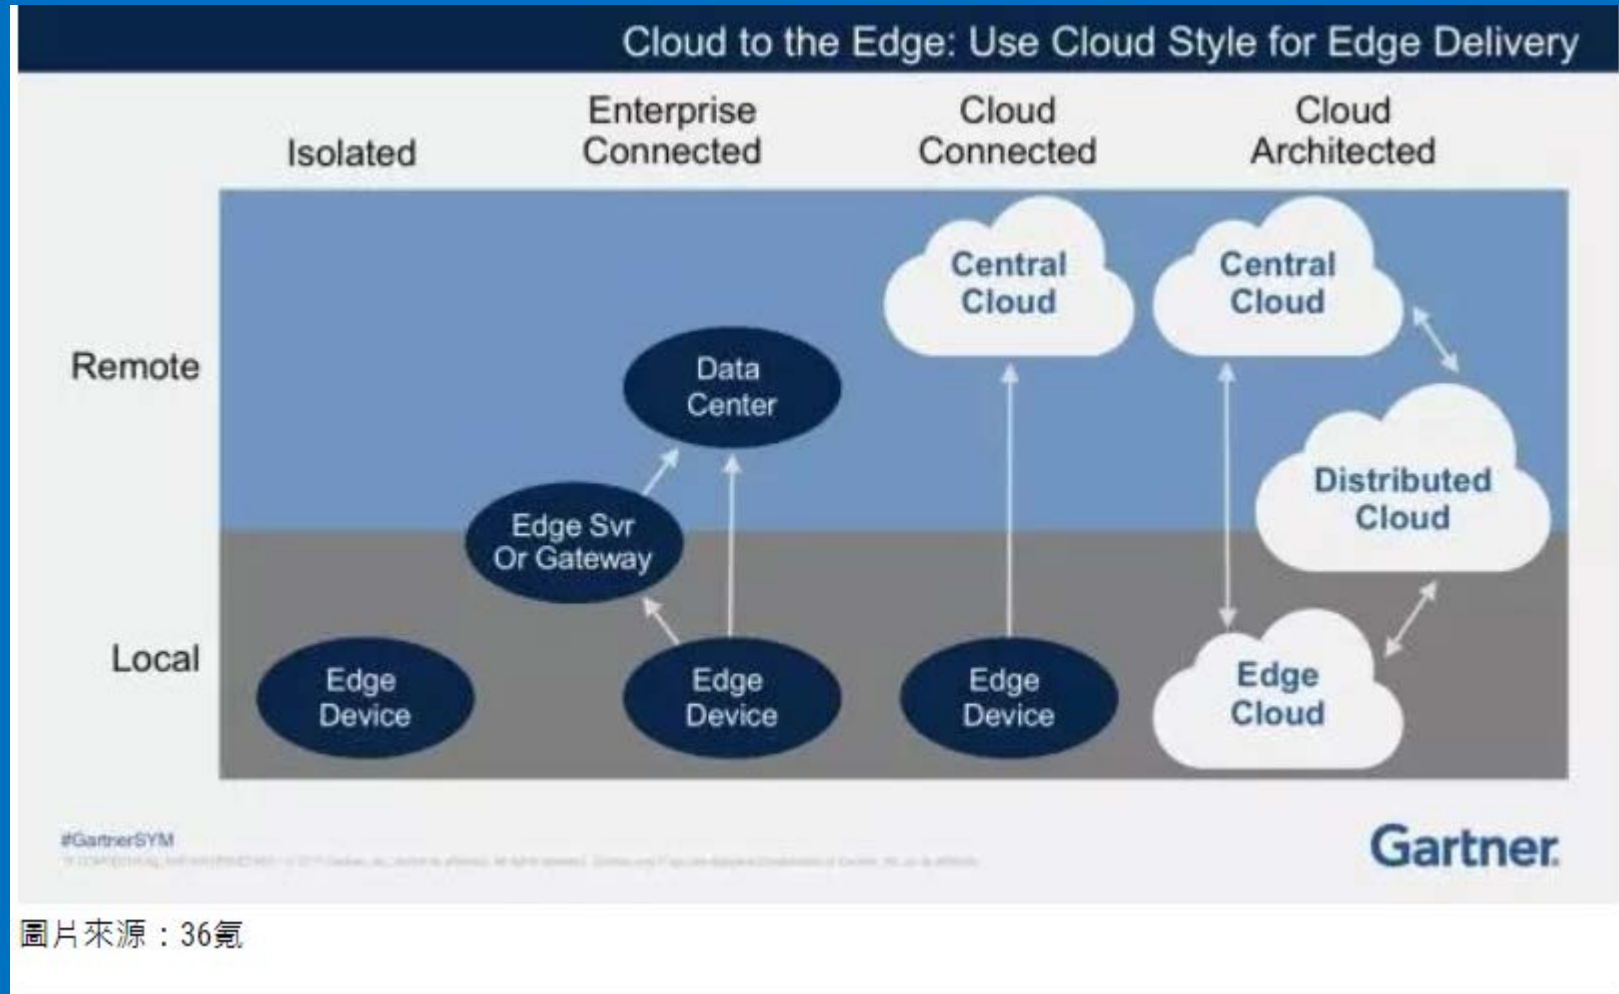 Cloud to the Edge: Use Cloud Style for Edge Delivery
Isolated
Enterprise
Connected
Cloud
Connected
Cloud
Architected
Remote
Local
Edge
Device
Data
Center
Edge Svr
Or Gateway
Edge
Device
Central
Cloud
Edge
Device
Central
Cloud
Distributed
Cloud
Edge
Cloud
#GartnerSYM
Gartner.
圖片來源：36氪